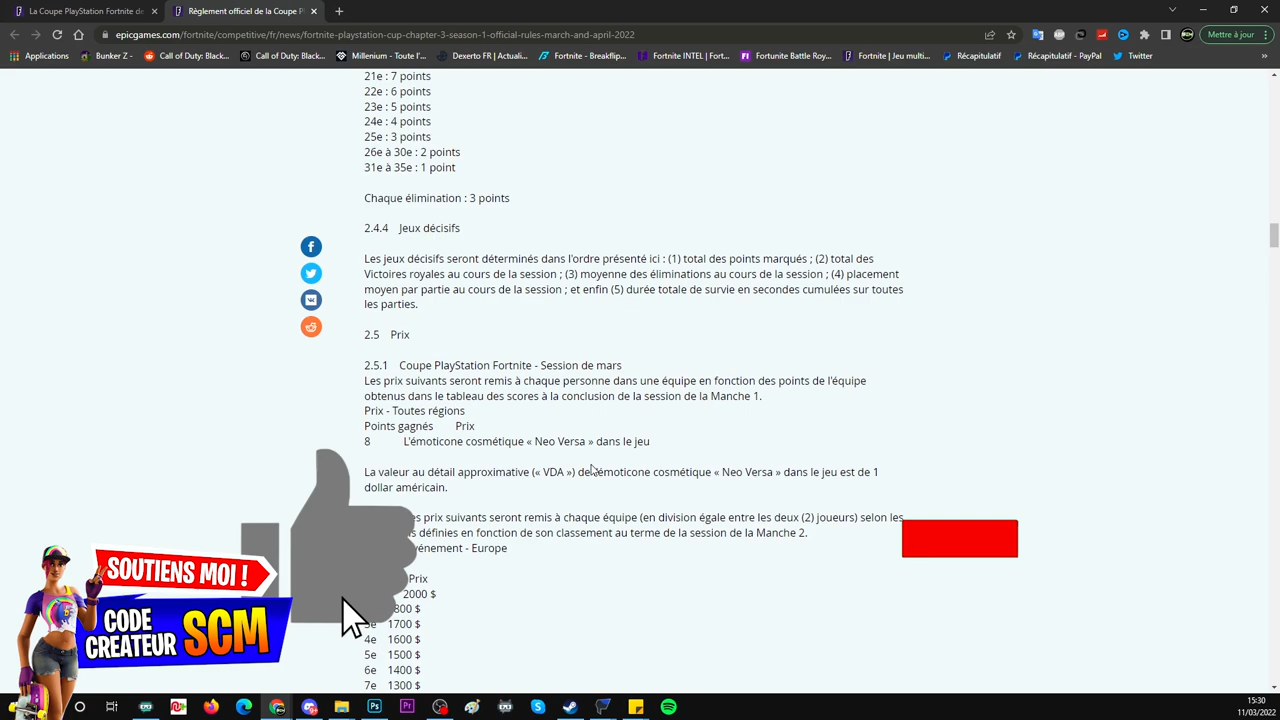 La Coupe PlayStation Fortnite de
Règlement officiel de la Coupe P
epicgames.com/fortnite/competitive/fr/news/fortnite-playstation-cup-chapter-3-season-1-official-rules-march-and-april-2022
Mettre à jour
Applications
Bunker Z -
Call of Duty: Black...
Call of Duty: Black...
Millenium - Toute l...
Dexerto FR | Actuali...
Fortnite - Breakflip...
Fortnite INTEL | Fort...
Fortunite Battle Roy...
Fortnite | Jeu multi...
Récapitulatif
Récapitulatif - PayPal
Twitter
21e : 7 points
22e : 6 points
23e : 5 points
24e : 4 points
25e : 3 points
26e à 30e : 2 points
31e à 35e : 1 point
Chaque élimination : 3 points
2.4.4 Jeux décisifs
Les jeux décisifs seront déterminés dans l'ordre présenté ici : (1) total des points marqués ; (2) total des
Victoires royales au cours de la session ; (3) moyenne des éliminations au cours de la session ; (4) placement
moyen par partie au cours de la session ; et enfin (5) durée totale de survie en secondes cumulées sur toutes
les parties.
2.5 Prix
2.5.1 Coupe PlayStation Fortnite - Session de mars
Les prix suivants seront remis à chaque personne dans une équipe en fonction des points de l'équipe
obtenus dans le tableau des scores à la conclusion de la session de la Manche 1.
Prix - Toutes régions
Points gagnés Prix
8 L'émoticone cosmétique « Neo Versa » dans le jeu
La valeur au détail approximative (« VDA ») de l'émoticone cosmétique « Neo Versa » dans le jeu est de 1
dollar américain.
es prix suivants seront remis à chaque équipe (en division égale entre les deux (2) joueurs) selon les
s définies en fonction de son classement au terme de la session de la Manche 2.
vénement - Europe
Prix
2000 $
800 $
3e 1700 $
4e 1600 $
5e 1500 $
6e 1400 $
7e 1300 $
SOUTIENS MOI !
CODE
CREATEUR SCM
15:30
11/03/2022